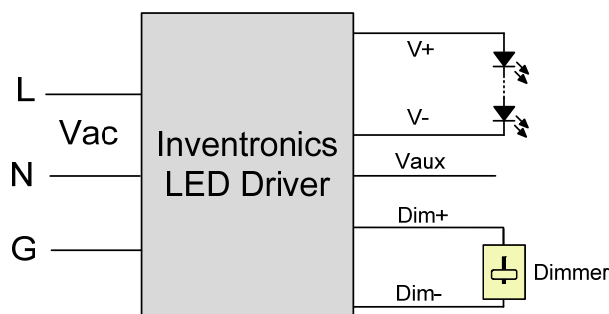 L
Vac
N
G
Inventronics
LED Driver
V+
V-
Vaux
Dim+
Dim-
Dimmer